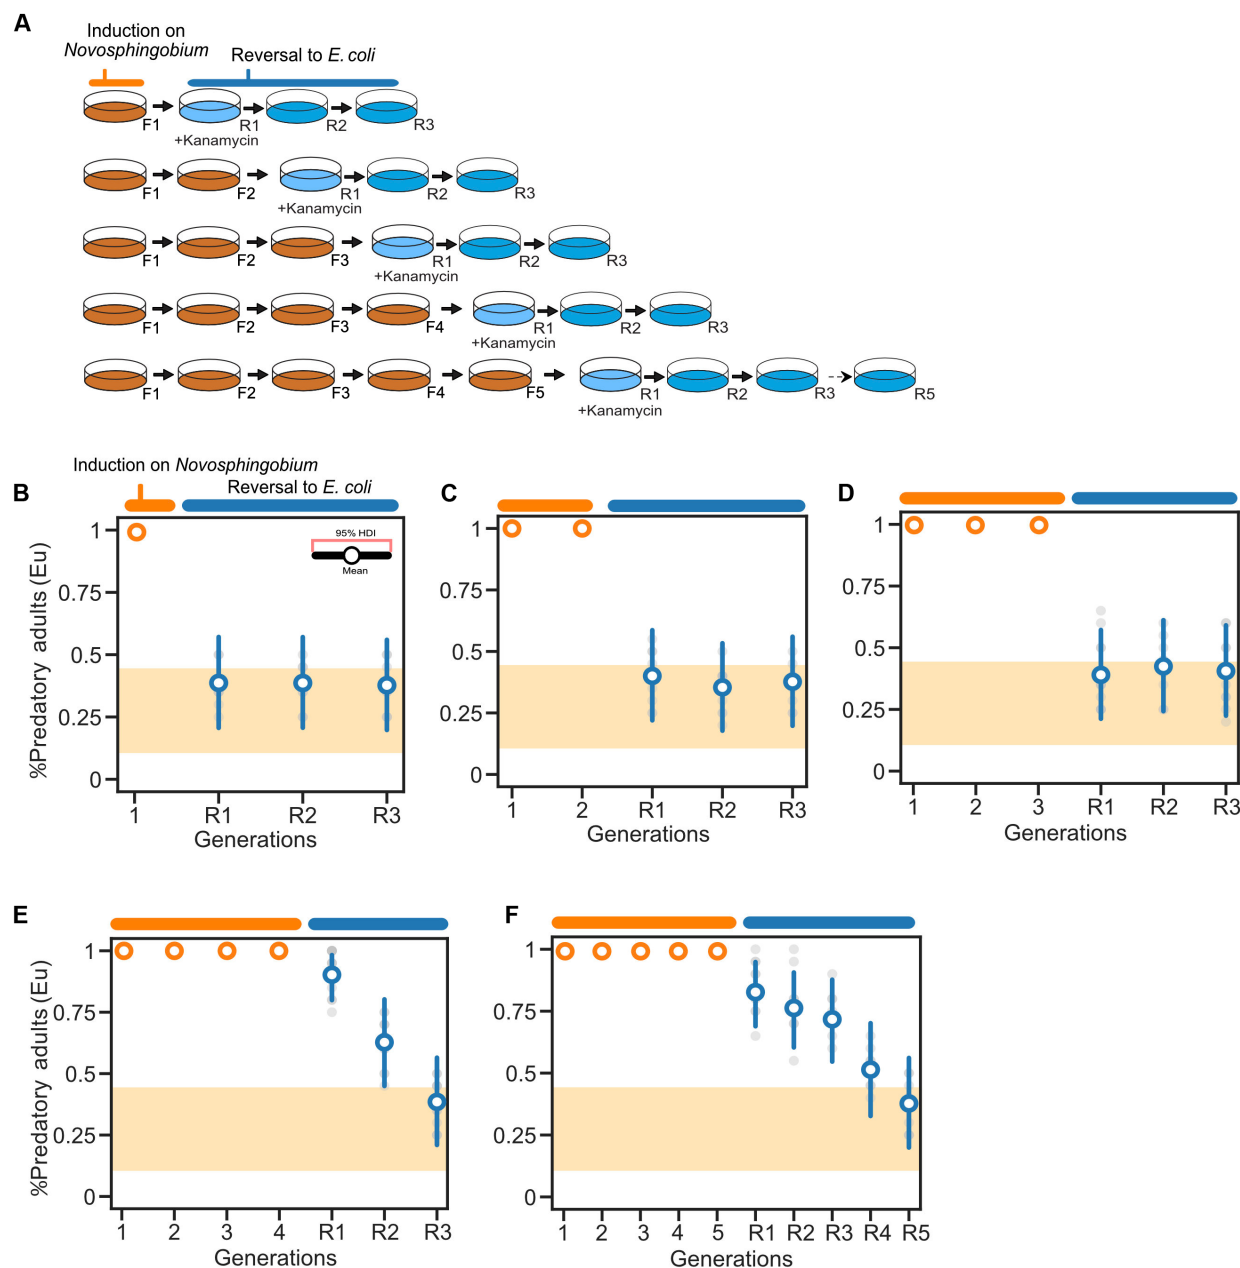 A
Induction on
Novosphingobium
Reversal to E. coli
F1
R1
R2
R3
+Kanamycin
F1
F2
R1
R2
R3
+Kanamycin
F1
F2
F3
R1
R2
R3
+Kanamycin
F1
F2
F3
F4
R1
R2
R3
+Kanamycin
F1
F2
F3
F4
F5
R1
R2
R3
R5
+Kanamycin
Induction on Novosphingobium
Reversal to E. coli
B
%Predatory adults (Eu)
1
0.75
0.5
0.25
0
95% HDI
Mean
1 R1 R2 R3
Generations
C
1
0.75
0.5
0.25
0
1 2 R1 R2 R3
Generations
D
1
0.75
0.5
0.25
0
1 2 3 R1 R2 R3
Generations
E
%Predatory adults (Eu)
1
0.75
0.5
0.25
0
1 2 3 4 R1 R2 R3
Generations
F
1
0.75
0.5
0.25
0
1 2 3 4 5 R1 R2 R3 R4 R5
Generations